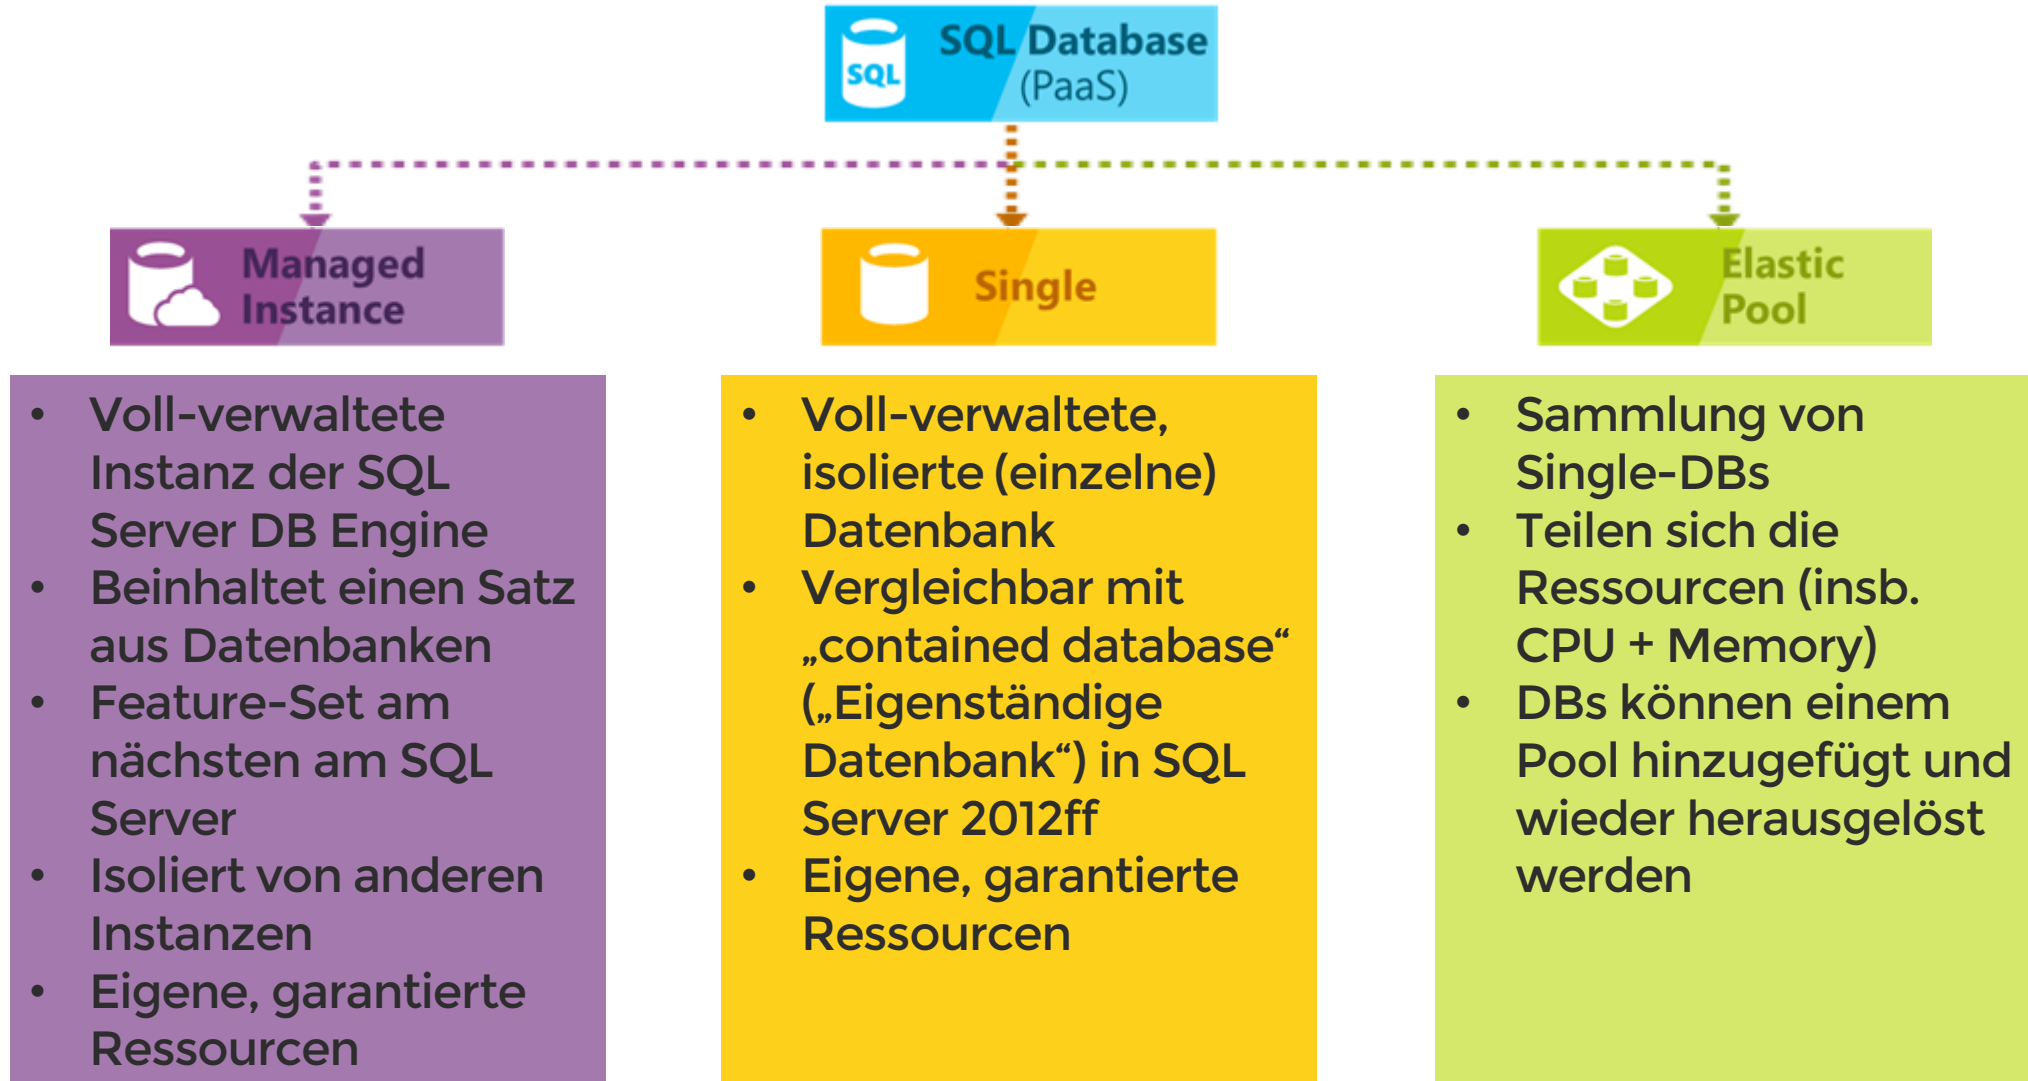 SQL Database
(PaaS)
SQL
Managed
Instance
Single
Elastic
Pool
• Voll-verwaltete
Instanz der SQL
Server DB Engine
• Beinhaltet einen Satz
aus Datenbanken
• Feature-Set am
nächsten am SQL
Server
• Isoliert von anderen
Instanzen
• Eigene, garantierte
Ressourcen
• Voll-verwaltete,
isolierte (einzelne)
Datenbank
• Vergleichbar mit
„contained database“
(„Eigenständige
Datenbank“) in SQL
Server 2012ff
• Eigene, garantierte
Ressourcen
• Sammlung von
Single-DBs
• Teilen sich die
Ressourcen (insb.
CPU + Memory)
• DBs können einem
Pool hinzugefügt und
wieder herausgelöst
werden